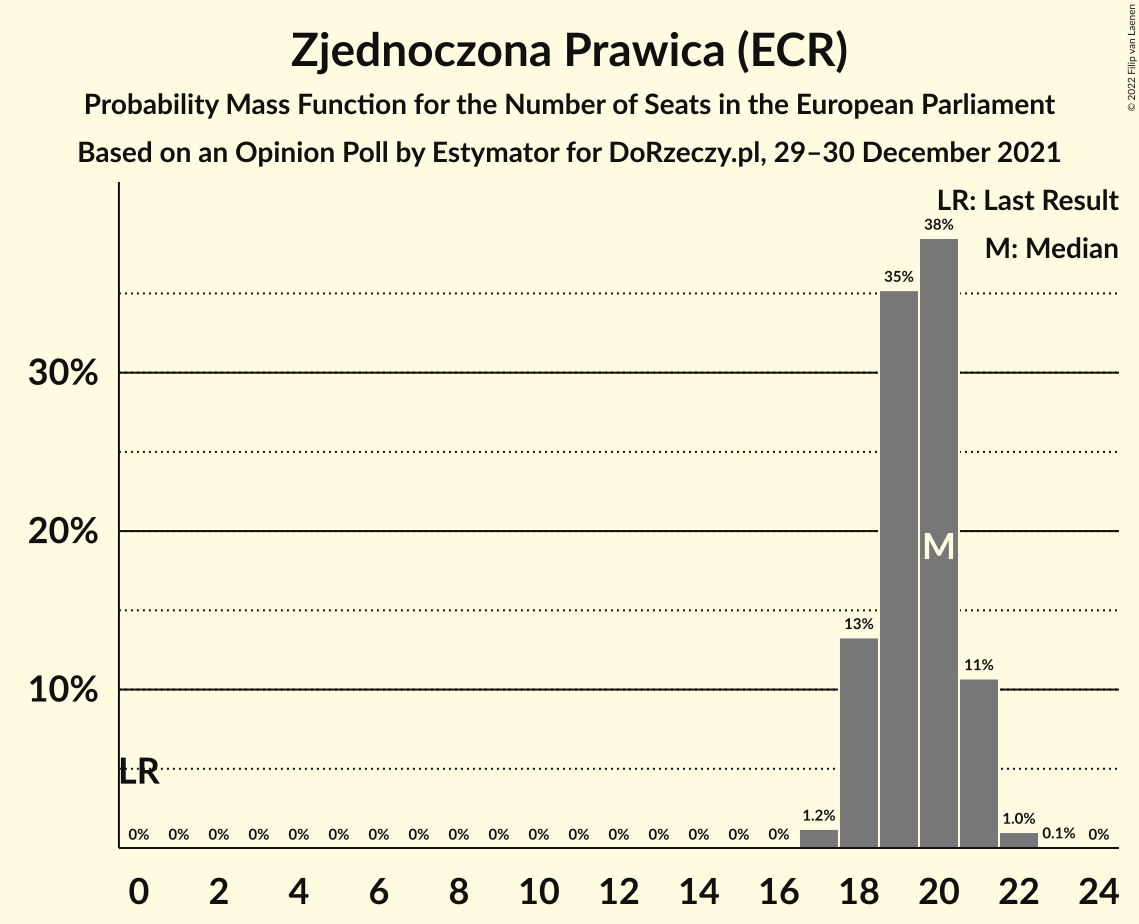 Zjednoczona Prawica (ECR)
Probability Mass Function for the Number of Seats in the European Parliament
Based on an Opinion Poll by Estymator for DoRzeczy.pl, 29–30 December 2021
© 2022 Filip van Laenen
LR: Last Result
38%
M: Median
35%
30%
20%
M
13%
11%
10%
LR
0% 0% 0% 0% 0% 0% 0% 0% 0% 0% 0% 0% 0% 0% 0% 0% 0% 1.2% 1.0% 0.1% 0%
0 2 4 6 8 10 12 14 16 18 20 22 24